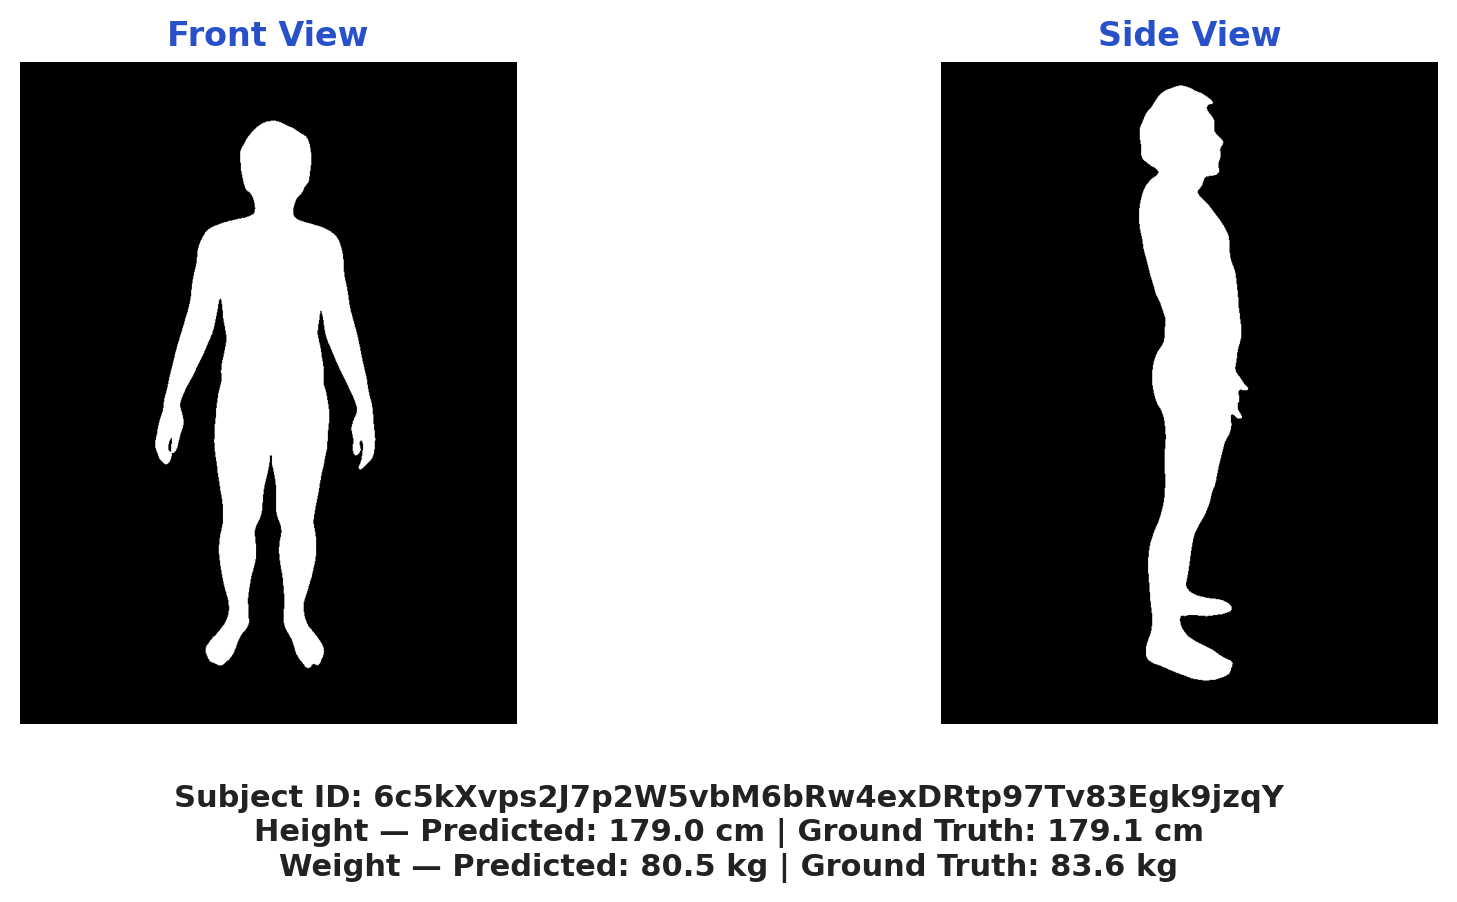 Front View
Side View
Subject ID: 6c5kXvps2J7p2W5vbM6bRw4exDRtp97Tv83Egk9jzqY
Height — Predicted: 179.0 cm | Ground Truth: 179.1 cm
Weight — Predicted: 80.5 kg | Ground Truth: 83.6 kg